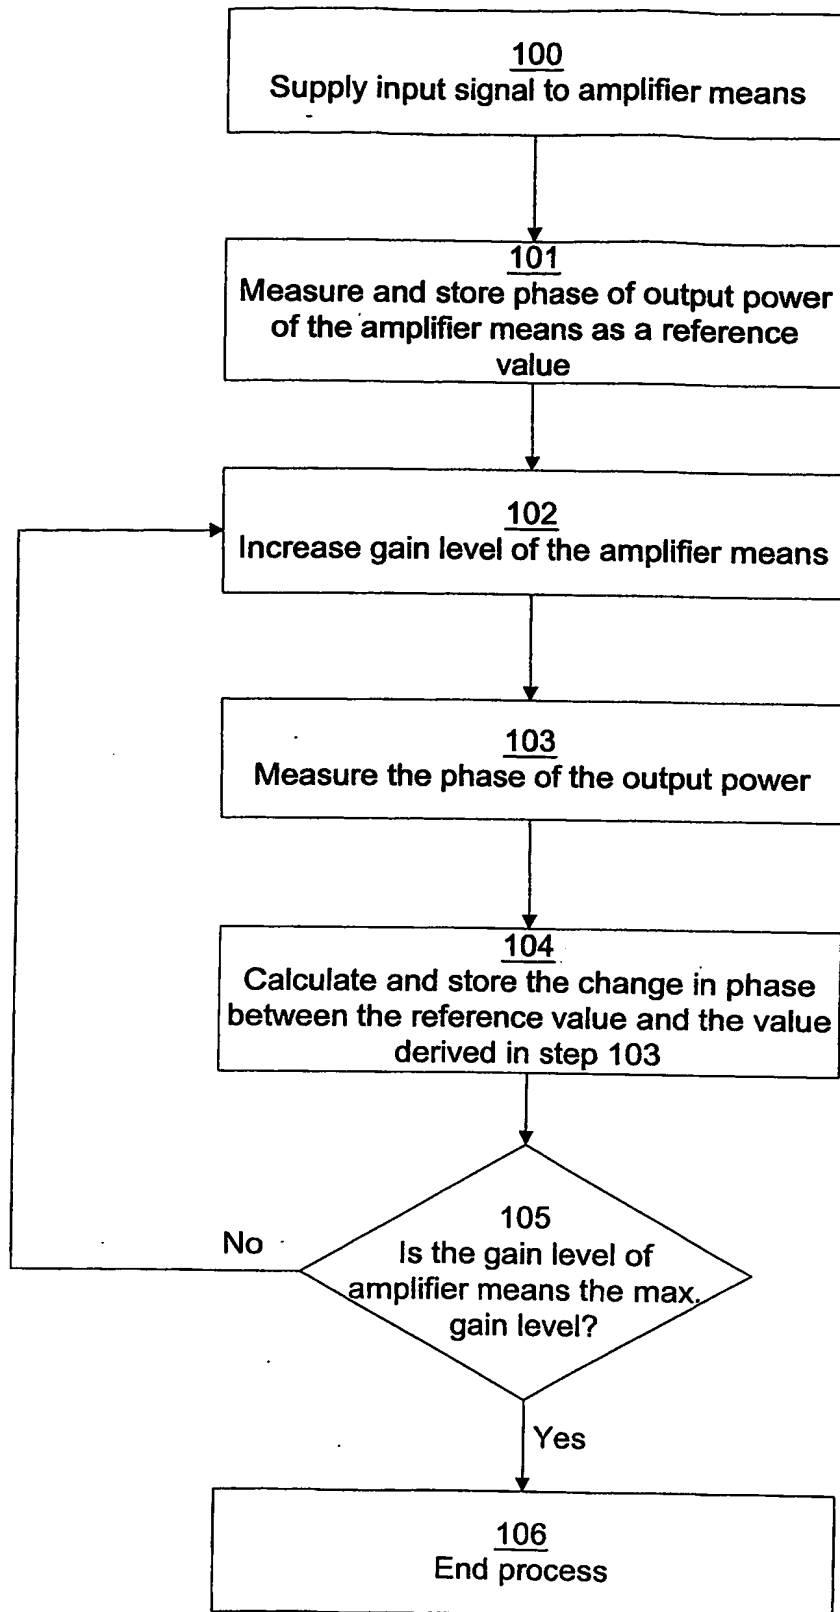 100
Supply input signal to amplifier means
101
Measure and store phase of output power
of the amplifier means as a reference
value
102
Increase gain level of the amplifier means
103
Measure the phase of the output power
104
Calculate and store the change in phase
between the reference value and the value
derived in step 103
105
Is the gain level of
amplifier means the max.
gain level?
No
Yes
106
End process